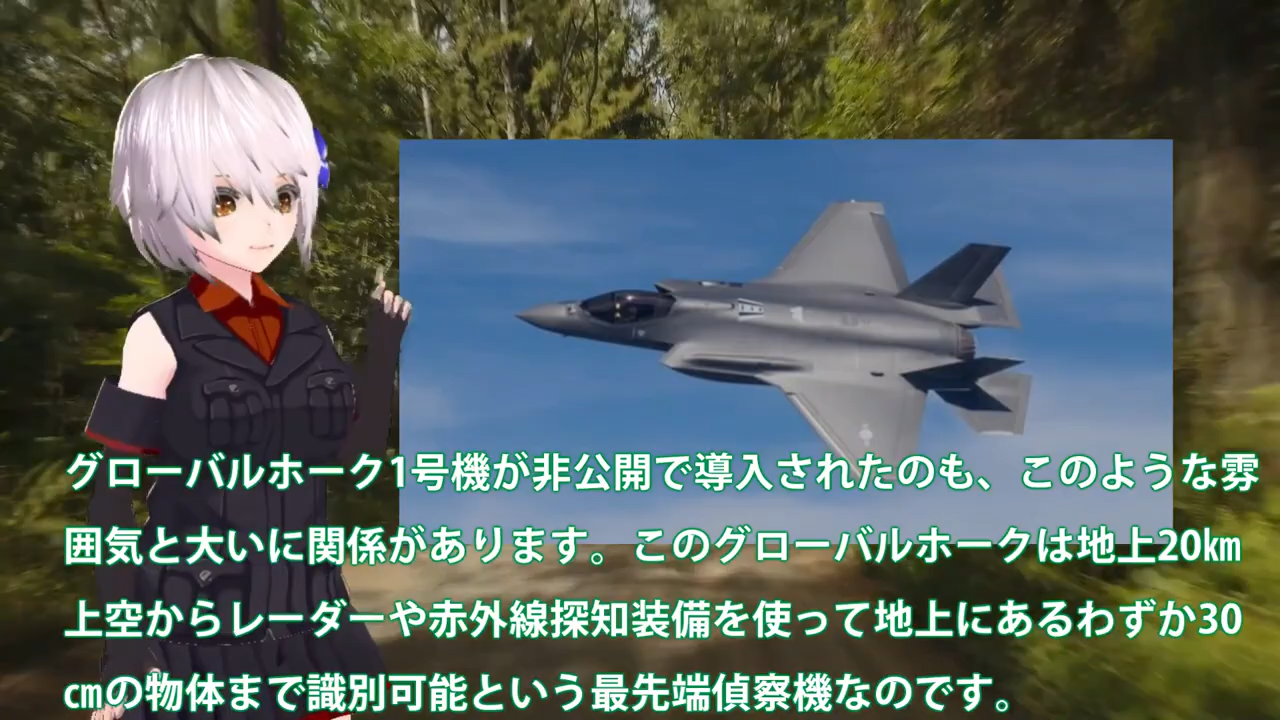 グローバルホーク1号機が非公開で導入されたのも、このような雰
囲気と大いに関係があります。このグローバルホークは地上20㎞
上空からレーダーや赤外線探知装備を使って地上にあるわずか30
㎝の物体まで識別可能という最先端偵察機なのです。